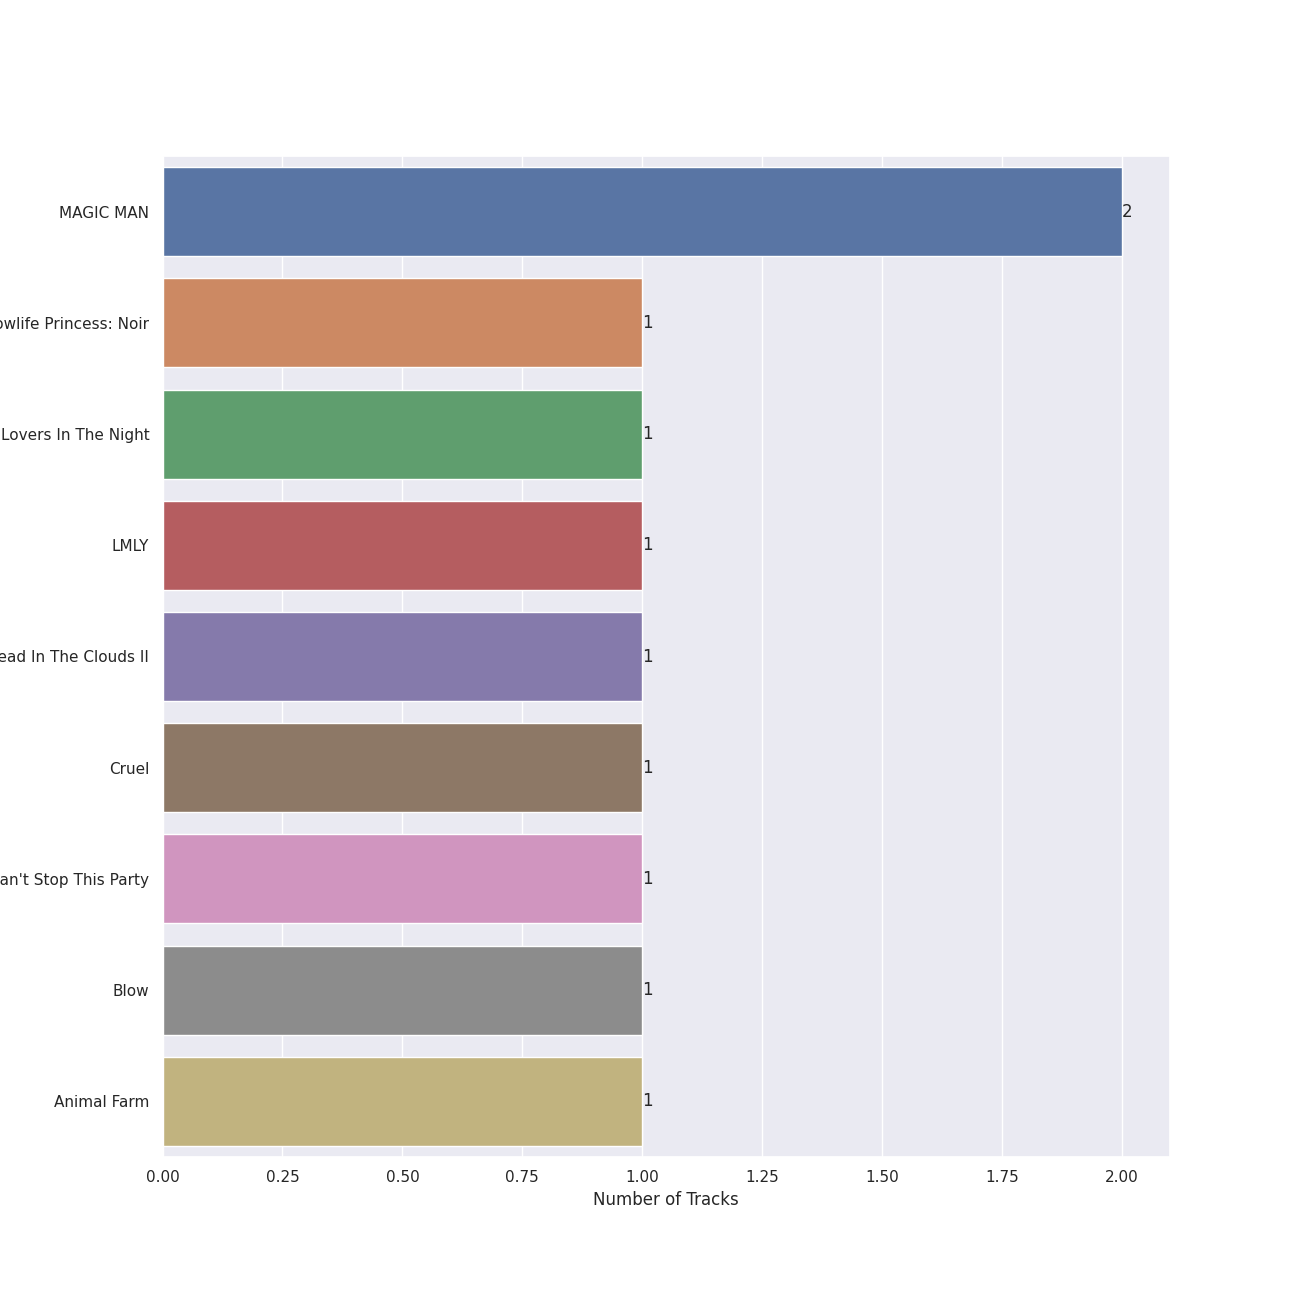 MAGIC MAN
2
owlife Princess: Noir
1
Lovers In The Night
1
LMLY
1
ead In The Clouds II
1
Cruel
1
an't Stop This Party
1
Blow
1
Animal Farm
1
0.00 0.25 0.50 0.75 1.00 1.25 1.50 1.75 2.00
Number of Tracks